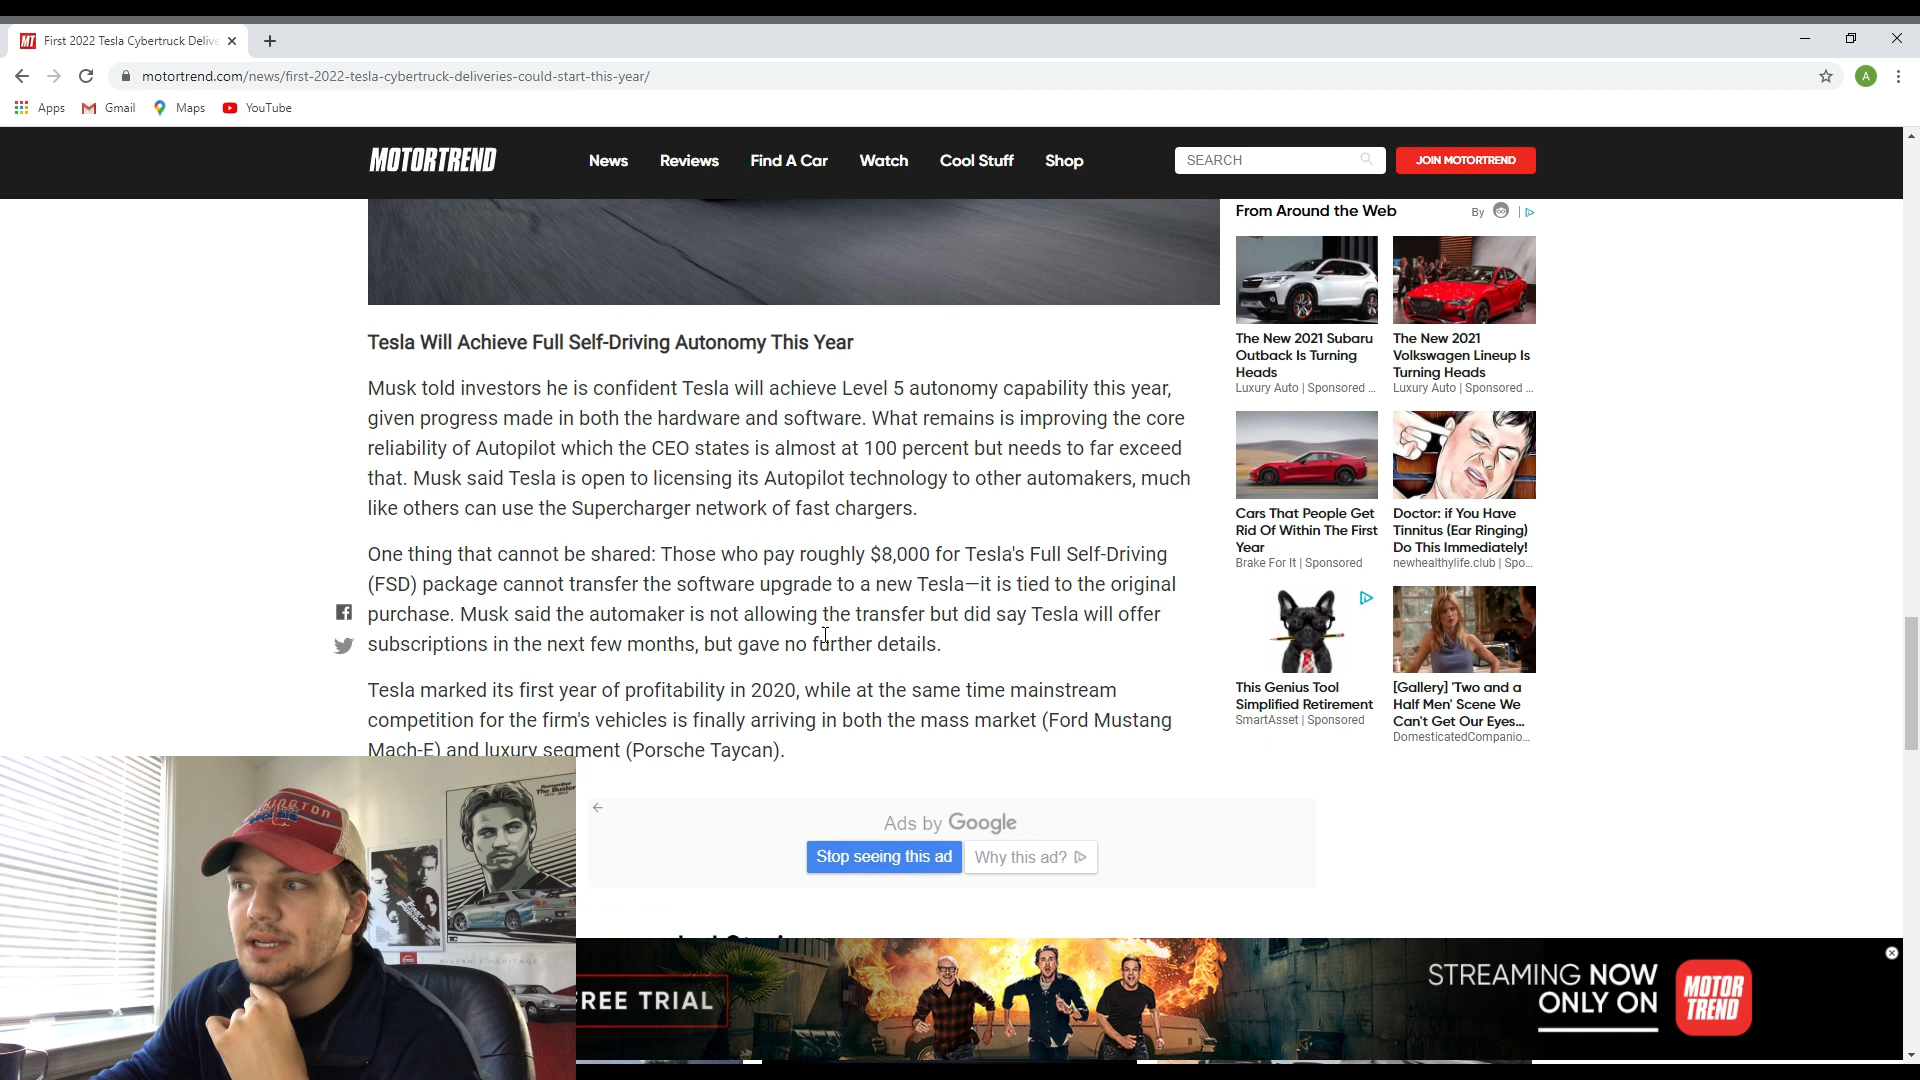 First 2022 Tesla Cybertruck Delive
motortrend.com/news/first-2022-tesla-cybertruck-deliveries-could-start-this-year/
A
Apps
Gmail
Maps
YouTube
MOTORTREND
News
Reviews
Find A Car
Watch
Cool Stuff
Shop
SEARCH
JOIN MOTORTREND
Tesla Will Achieve Full Self-Driving Autonomy This Year
Musk told investors he is confident Tesla will achieve Level 5 autonomy capability this year,
given progress made in both the hardware and software. What remains is improving the core
reliability of Autopilot which the CEO states is almost at 100 percent but needs to far exceed
that. Musk said Tesla is open to licensing its Autopilot technology to other automakers, much
like others can use the Supercharger network of fast chargers.
One thing that cannot be shared: Those who pay roughly $8,000 for Tesla's Full Self-Driving
(FSD) package cannot transfer the software upgrade to a new Tesla—it is tied to the original
purchase. Musk said the automaker is not allowing the transfer but did say Tesla will offer
subscriptions in the next few months, but gave no further details.
Tesla marked its first year of profitability in 2020, while at the same time mainstream
competition for the firm's vehicles is finally arriving in both the mass market (Ford Mustang
Mach-E) and luxury segment (Porsche Taycan).
From Around the Web
By
The New 2021 Subaru
Outback Is Turning
Heads
Luxury Auto | Sponsored ...
The New 2021
Volkswagen Lineup Is
Turning Heads
Luxury Auto | Sponsored ...
Cars That People Get
Rid Of Within The First
Year
Brake For It | Sponsored
Doctor: if You Have
Tinnitus (Ear Ringing)
Do This Immediately!
newhealthylife.club | Spo...
This Genius Tool
Simplified Retirement
SmartAsset | Sponsored
[Gallery] 'Two and a
Half Men' Scene We
Can't Get Our Eyes...
DomesticatedCompanio...
Ads by Google
Stop seeing this ad
Why this ad?
REE TRIAL
STREAMING NOW
ONLY ON
MOTOR
TREND
Remember
The Buster
NISSAN Z HERITAGE